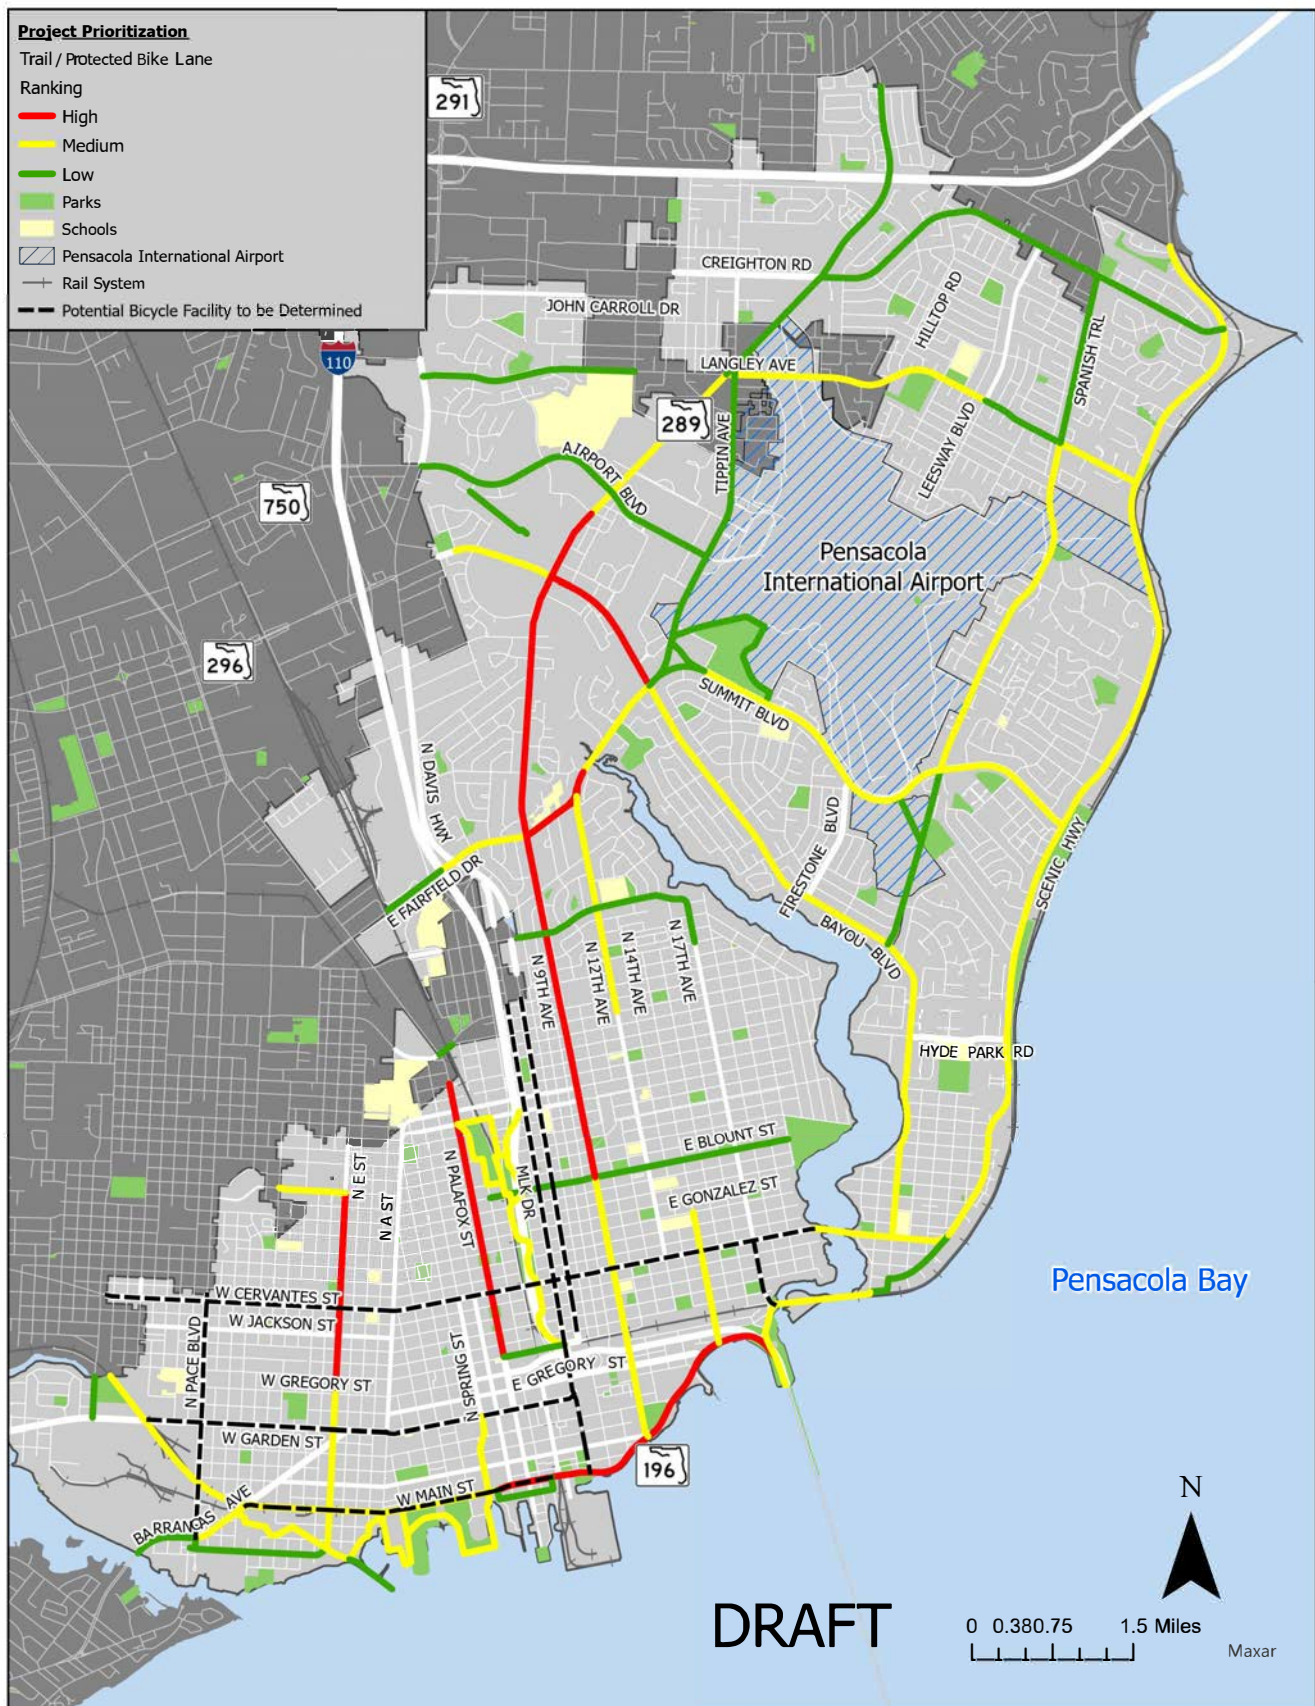 Project Prioritization
Trail / Protected Bike Lane
Ranking
High
Medium
Low
Parks
Schools
Pensacola International Airport
Rail System
Potential Bicycle Facility to be Determined
291
CREIGHTON RD
JOHN CARROLL DR
HILLTOP RD
110
LANGLEY AVE
SPANISH TRL
289
TIPPIN AVE
LEESWAY BLVD
AIRPORT BLVD
750
Pensacola
International Airport
296
SUMMIT BLVD
N DAVIS HWY
FIRESTONE BLVD
SCENIC HWY
E FAIRFIELD DR
BAYOU BLVD
N 9TH AVE
N 12TH AVE
N 14TH AVE
N 17TH AVE
HYDE PARK RD
E BLOUNT ST
N E ST
N A ST
N PALAFOX ST
MLK DR
E GONZALEZ ST
Pensacola Bay
W CERVANTES ST
W JACKSON ST
N PACE BLVD
N SPRING ST
E GREGORY ST
W GREGORY ST
W GARDEN ST
196
W MAIN ST
BARRANCAS AVE
N
DRAFT
0 0.380.75 1.5 Miles
Maxar